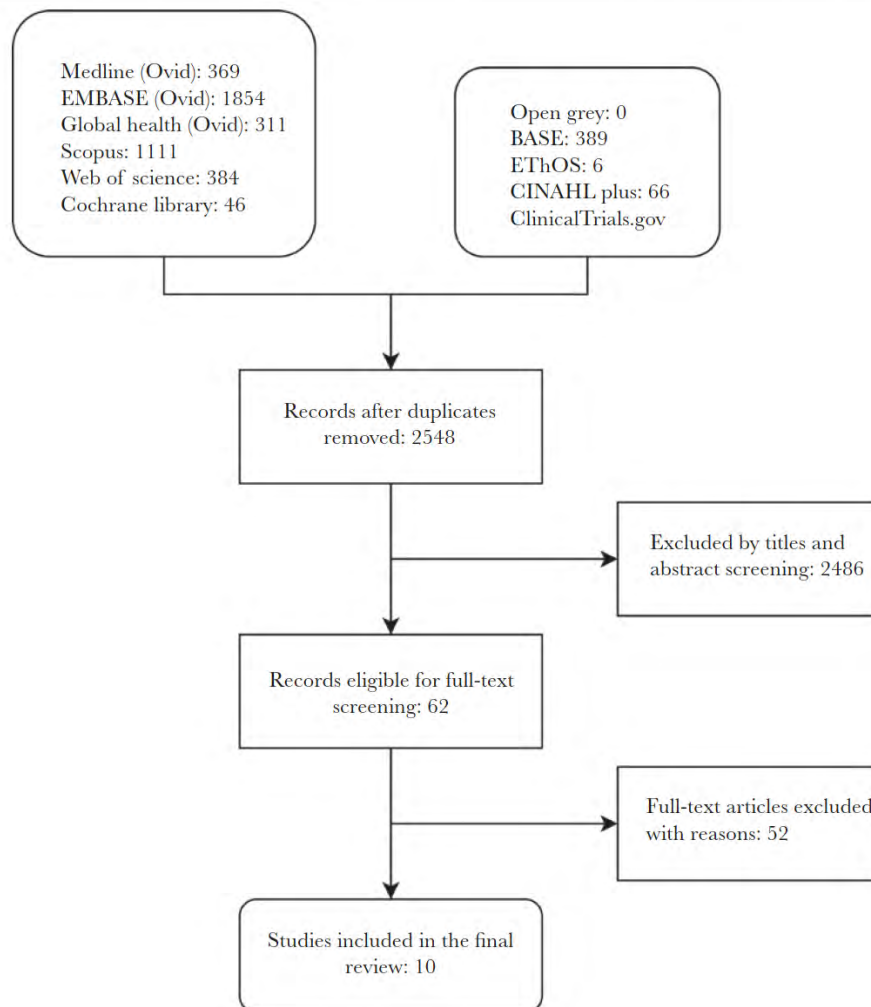 Medline (Ovid): 369
EMBASE (Ovid): 1854
Global health (Ovid): 311
Scopus: 1111
Web of science: 384
Cochrane library: 46
Open grey: 0
BASE: 389
EThOS: 6
CINAHL plus: 66
ClinicalTrials.gov
Records after duplicates
removed: 2548
Excluded by titles and
abstract screening: 2486
Records eligible for full-text
screening: 62
Full-text articles excluded
with reasons: 52
Studies included in the final
review: 10